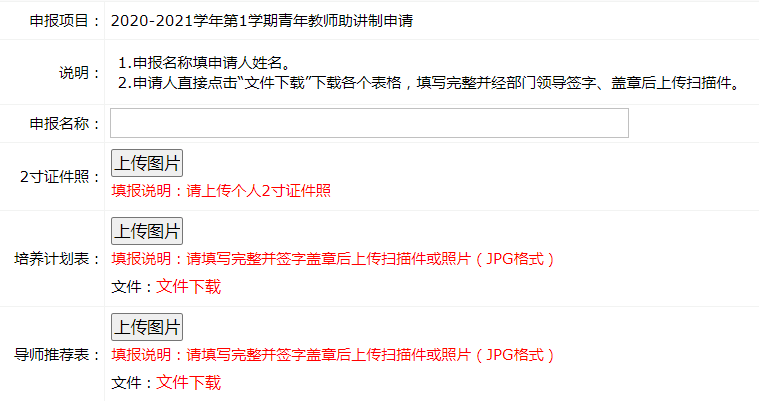 申报项目： 2020-2021学年第1学期青年教师助讲制申请
说明：
1.申报名称填申请人姓名。
2.申请人直接点击“文件下载”下载各个表格，填写完整并经部门领导签字、盖章后上传扫描件。
申报名称：
2寸证件照：
上传图片
填报说明：请上传个人2寸证件照
培养计划表：
上传图片
填报说明：请填写完整并签字盖章后上传扫描件或照片（JPG格式）
文件：文件下载
导师推荐表：
上传图片
填报说明：请填写完整并签字盖章后上传扫描件或照片（JPG格式）
文件：文件下载